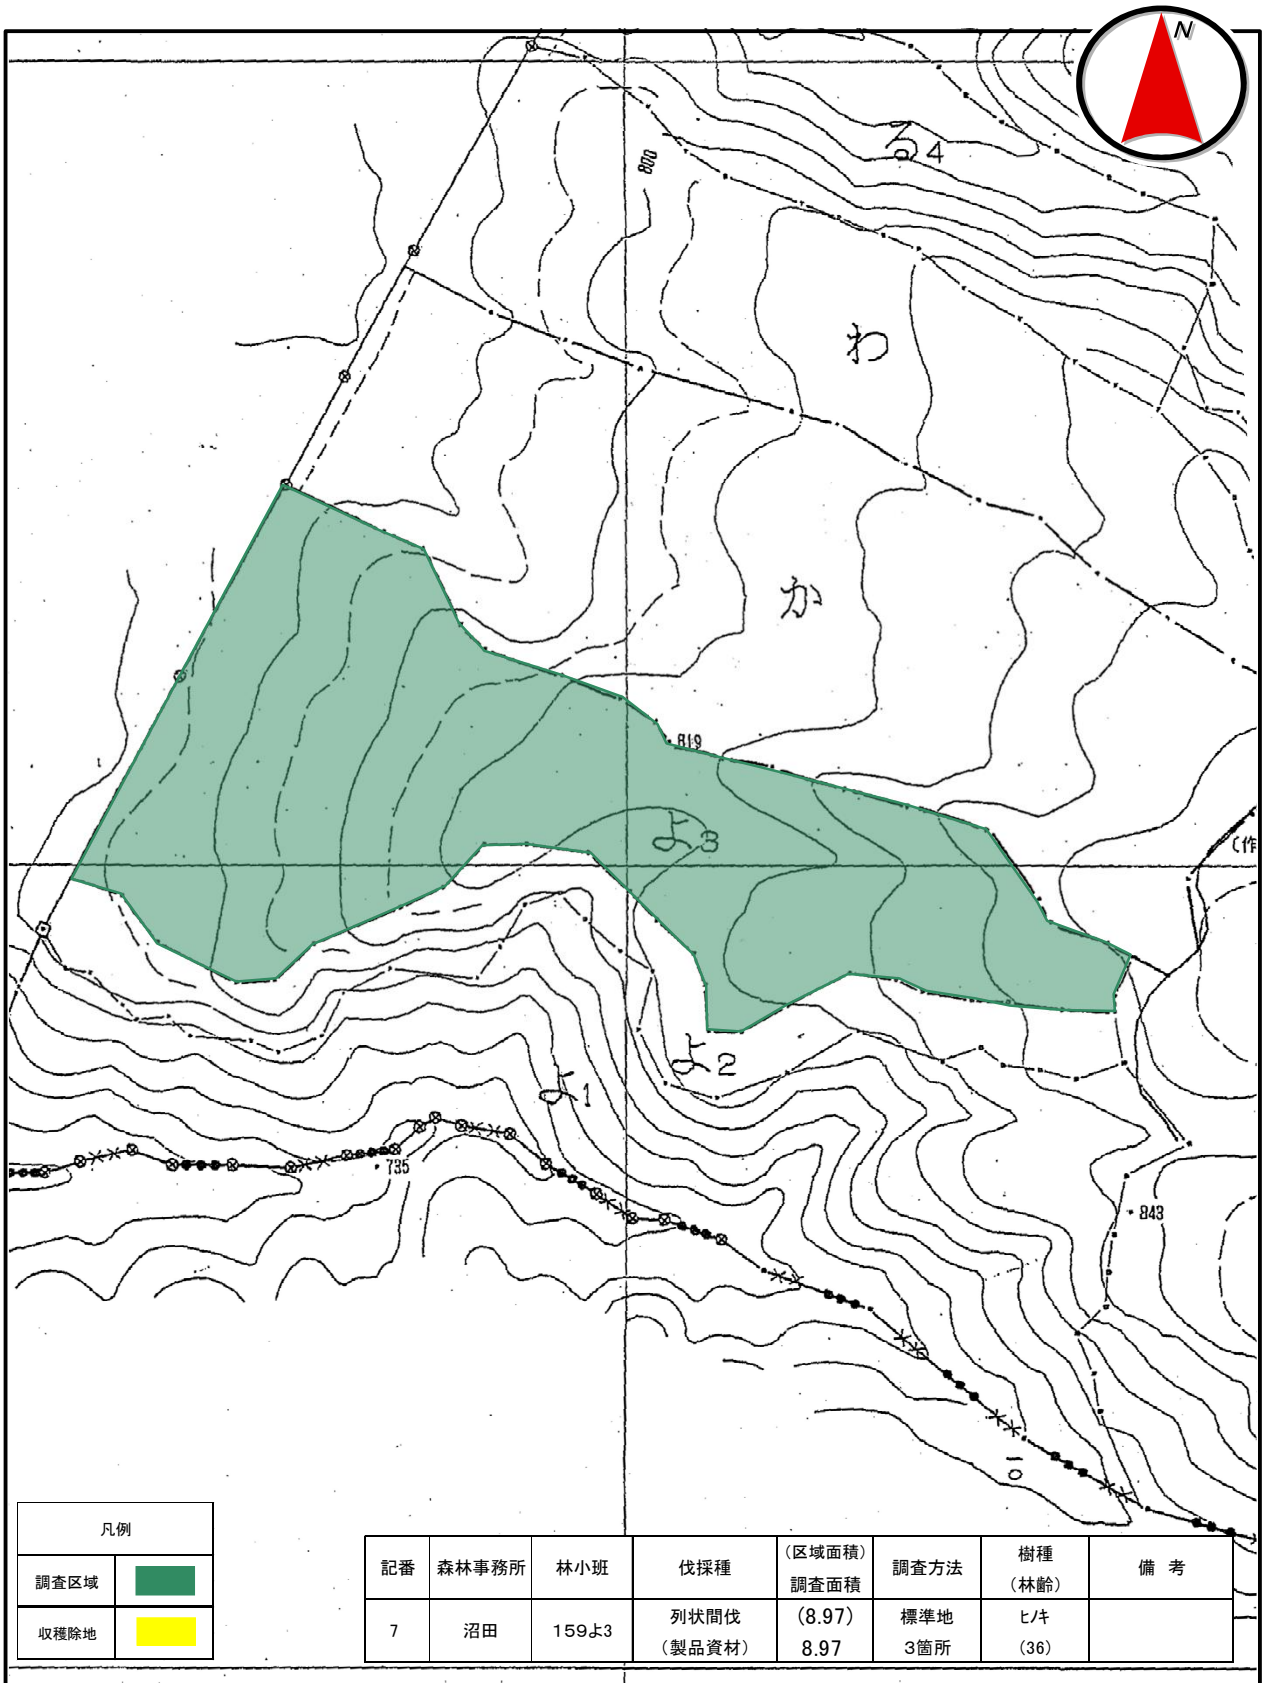 N
る4
800
わ
か
819
よ3
(作
よ2
よ1
735
843
10
凡例
調査区域
収穫除地
記番 森林事務所 林小班 伐採種 (区域面積) 調査面積 調査方法 樹種 (林齢) 備 考
7 沼田 159よ3 列状間伐 (製品資材) (8.97) 8.97 標準地 3箇所 ヒノキ (36)